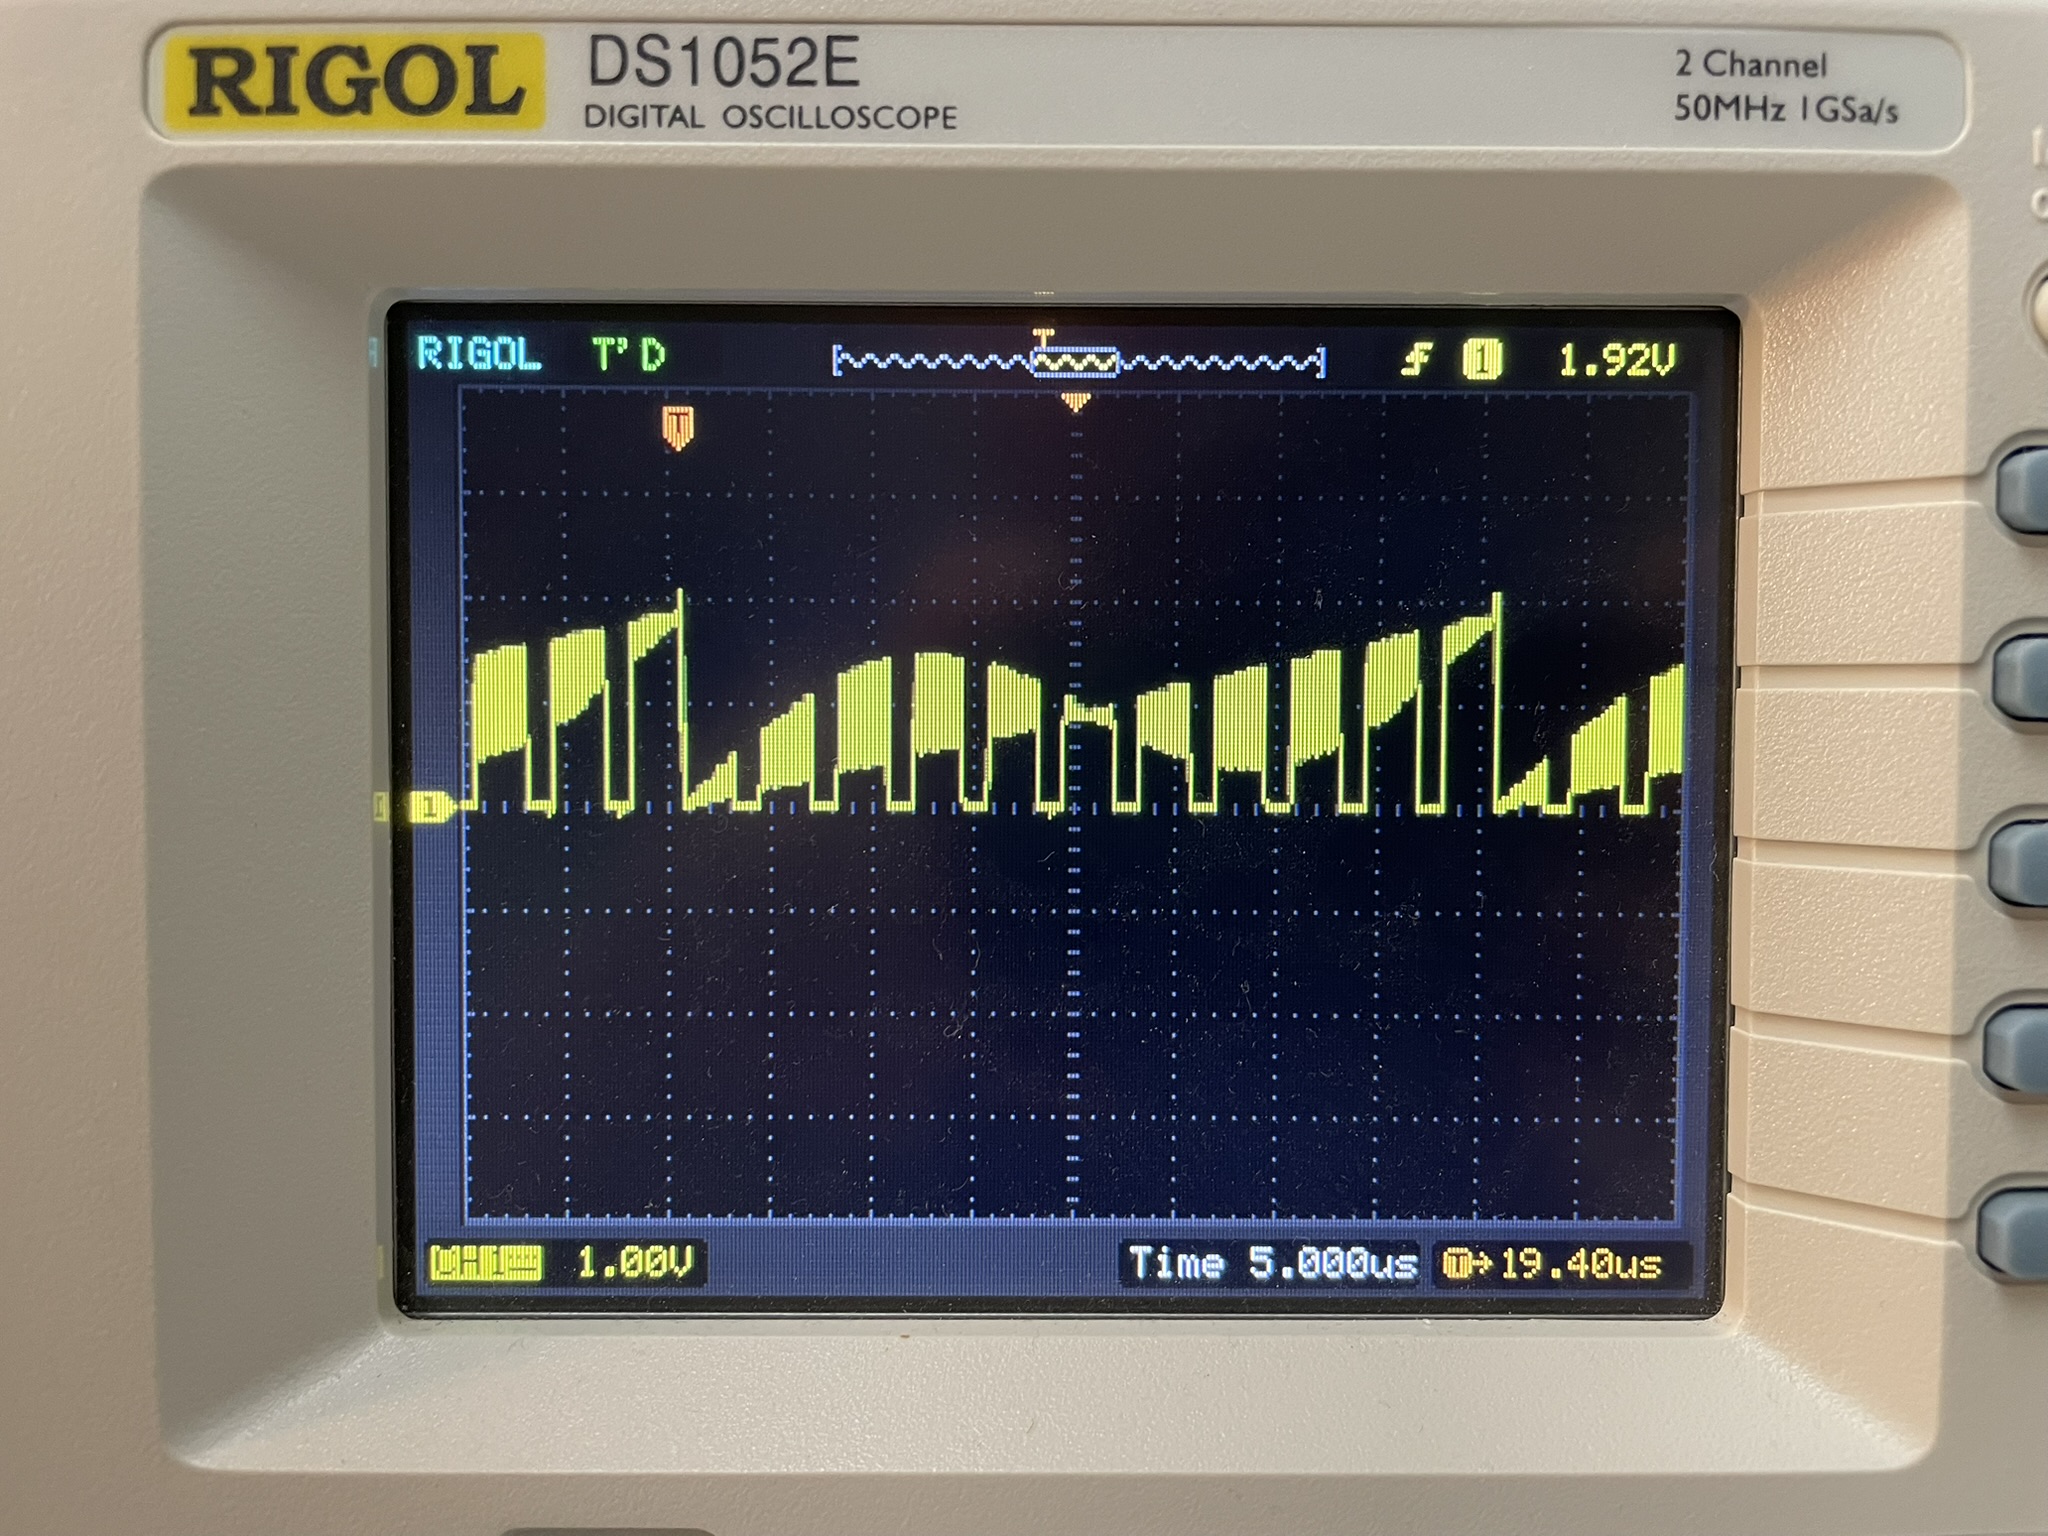 RIGOL DS1052E
DIGITAL OSCILLOSCOPE
2 Channel
50MHz 1GSa/s
RIGOL T'D T 1 1.92V
T
1
CH1 1.00V Time 5.000us T→19.40us